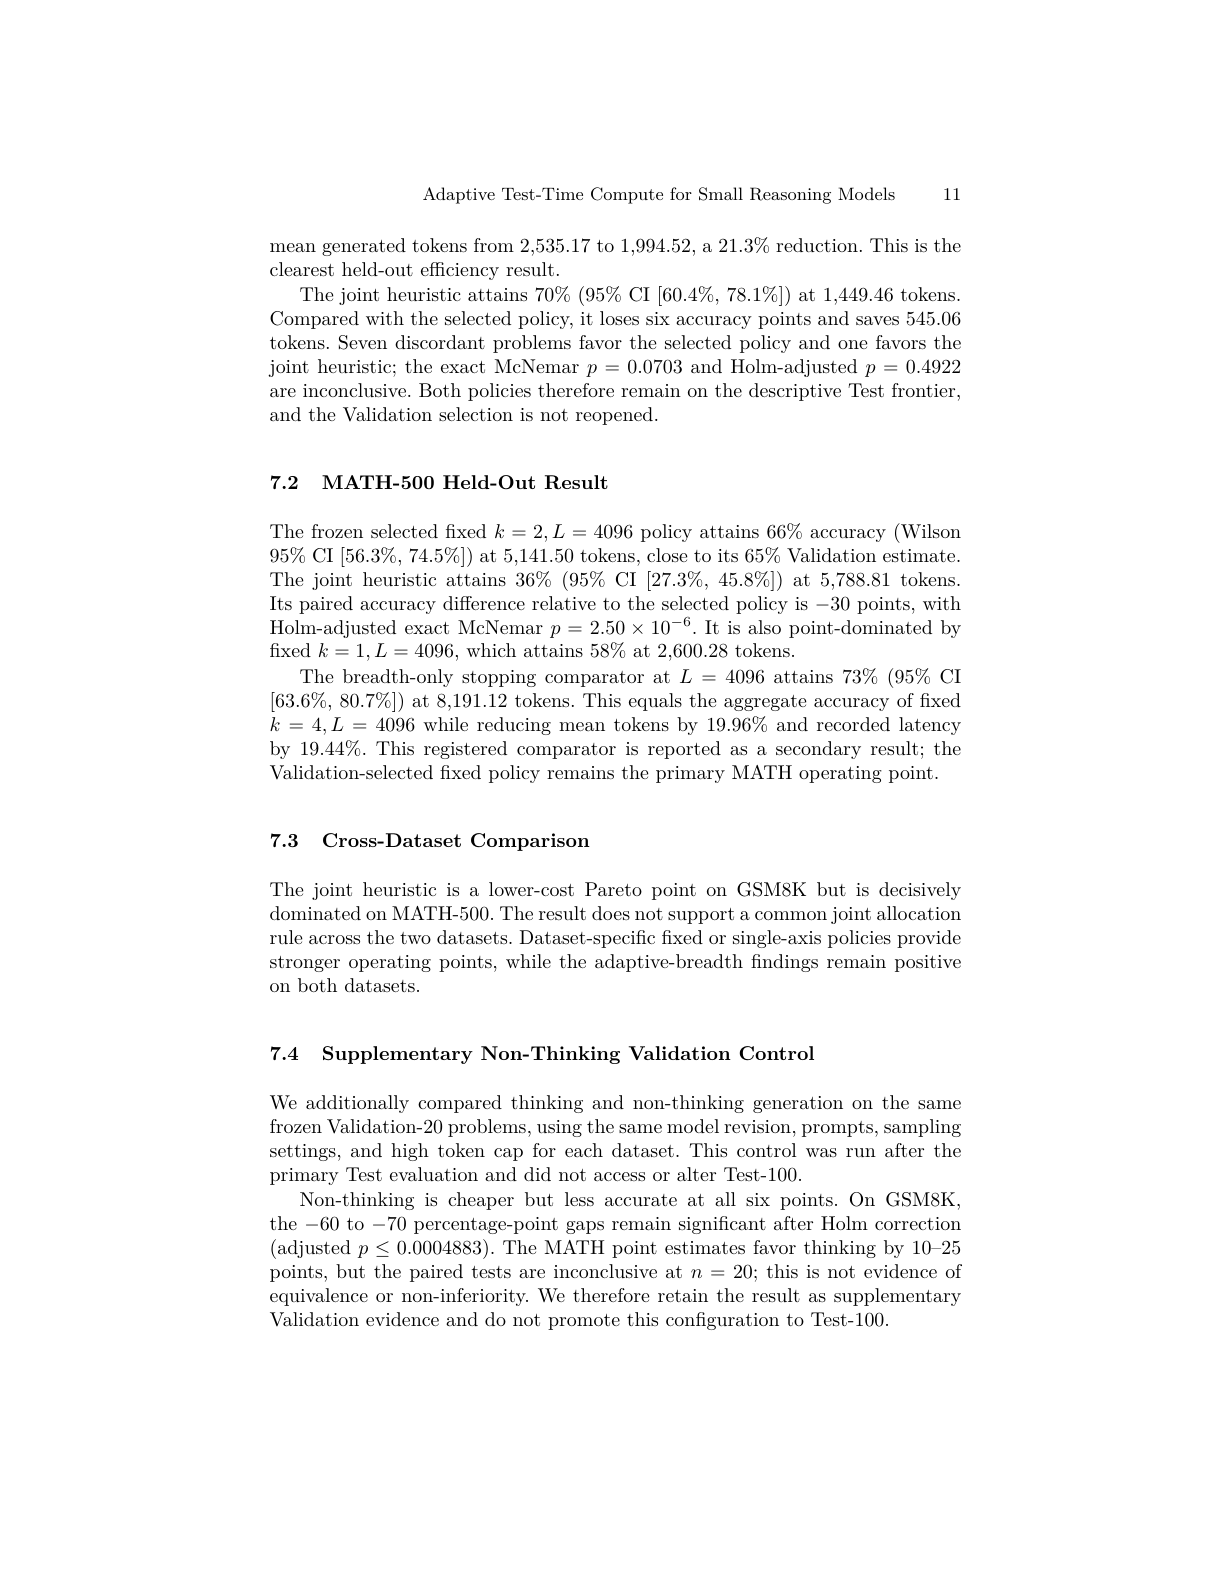 Adaptive Test-Time Compute for Small Reasoning Models 11
mean generated tokens from 2,535.17 to 1,994.52, a 21.3% reduction. This is the
clearest held-out efficiency result.
The joint heuristic attains 70% (95% CI [60.4%, 78.1%]) at 1,449.46 tokens.
Compared with the selected policy, it loses six accuracy points and saves 545.06
tokens. Seven discordant problems favor the selected policy and one favors the
joint heuristic; the exact McNemar p = 0.0703 and Holm-adjusted p = 0.4922
are inconclusive. Both policies therefore remain on the descriptive Test frontier,
and the Validation selection is not reopened.
7.2 MATH-500 Held-Out Result
The frozen selected fixed k = 2, L = 4096 policy attains 66% accuracy (Wilson
95% CI [56.3%, 74.5%]) at 5,141.50 tokens, close to its 65% Validation estimate.
The joint heuristic attains 36% (95% CI [27.3%, 45.8%]) at 5,788.81 tokens.
Its paired accuracy difference relative to the selected policy is −30 points, with
Holm-adjusted exact McNemar p = 2.50 × 10⁻⁶. It is also point-dominated by
fixed k = 1, L = 4096, which attains 58% at 2,600.28 tokens.
The breadth-only stopping comparator at L = 4096 attains 73% (95% CI
[63.6%, 80.7%]) at 8,191.12 tokens. This equals the aggregate accuracy of fixed
k = 4, L = 4096 while reducing mean tokens by 19.96% and recorded latency
by 19.44%. This registered comparator is reported as a secondary result; the
Validation-selected fixed policy remains the primary MATH operating point.
7.3 Cross-Dataset Comparison
The joint heuristic is a lower-cost Pareto point on GSM8K but is decisively
dominated on MATH-500. The result does not support a common joint allocation
rule across the two datasets. Dataset-specific fixed or single-axis policies provide
stronger operating points, while the adaptive-breadth findings remain positive
on both datasets.
7.4 Supplementary Non-Thinking Validation Control
We additionally compared thinking and non-thinking generation on the same
frozen Validation-20 problems, using the same model revision, prompts, sampling
settings, and high token cap for each dataset. This control was run after the
primary Test evaluation and did not access or alter Test-100.
Non-thinking is cheaper but less accurate at all six points. On GSM8K,
the −60 to −70 percentage-point gaps remain significant after Holm correction
(adjusted p ≤ 0.0004883). The MATH point estimates favor thinking by 10–25
points, but the paired tests are inconclusive at n = 20; this is not evidence of
equivalence or non-inferiority. We therefore retain the result as supplementary
Validation evidence and do not promote this configuration to Test-100.